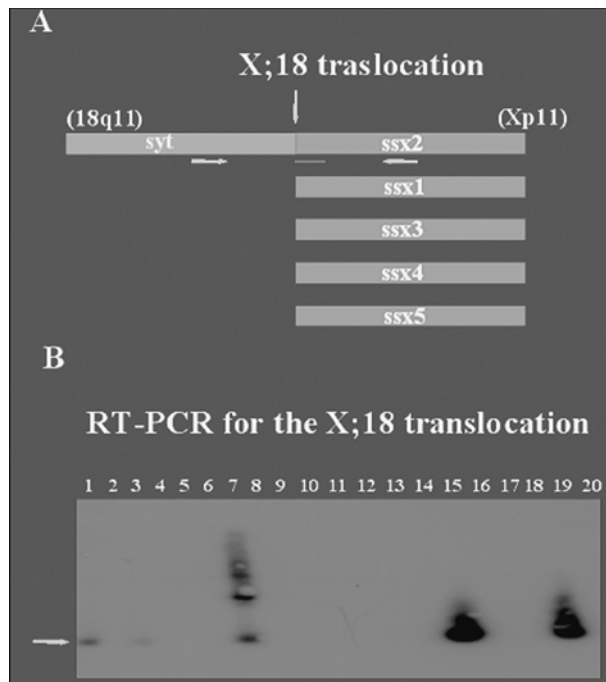 A
X;18 traslocation
(18q11) (Xp11)
syt ssx2
ssx1
ssx3
ssx4
ssx5
B
RT-PCR for the X;18 translocation
1 2 3 4 5 6 7 8 9 10 11 12 13 14 15 16 17 18 19 20